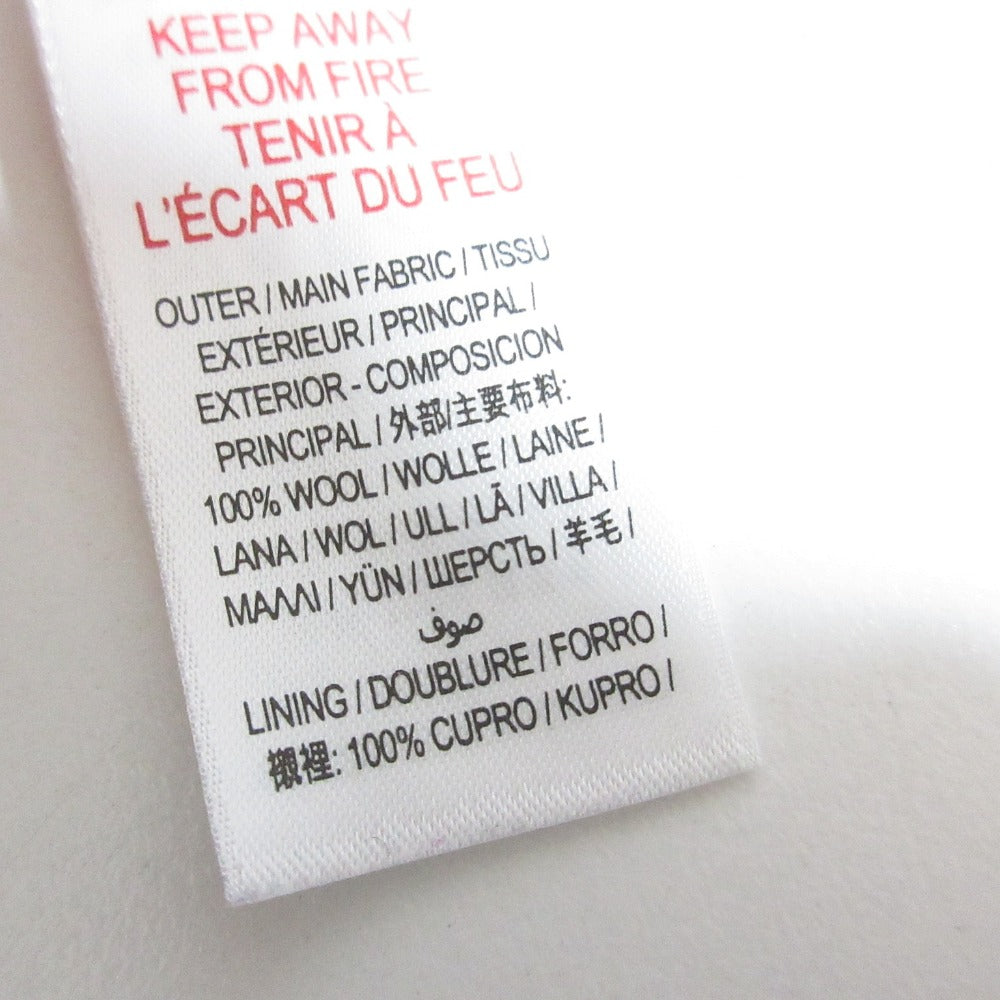 KEEP AWAY
FROM FIRE
TENIR À
L'ÉCART DU FEU
OUTER / MAIN FABRIC / TISSU
EXTÉRIEUR / PRINCIPAL /
EXTERIOR - COMPOSICION
PRINCIPAL / 外部/主要布料:
100% WOOL / WOLLE / LAINE /
LANA / WOL / ULL / LÃ / VILLA /
ΜΑΛΛΙ / YÜN / ШЕРСТЬ / 羊毛 /
صوف
LINING / DOUBLURE / FORRO /
襯裡: 100% CUPRO / KUPRO /